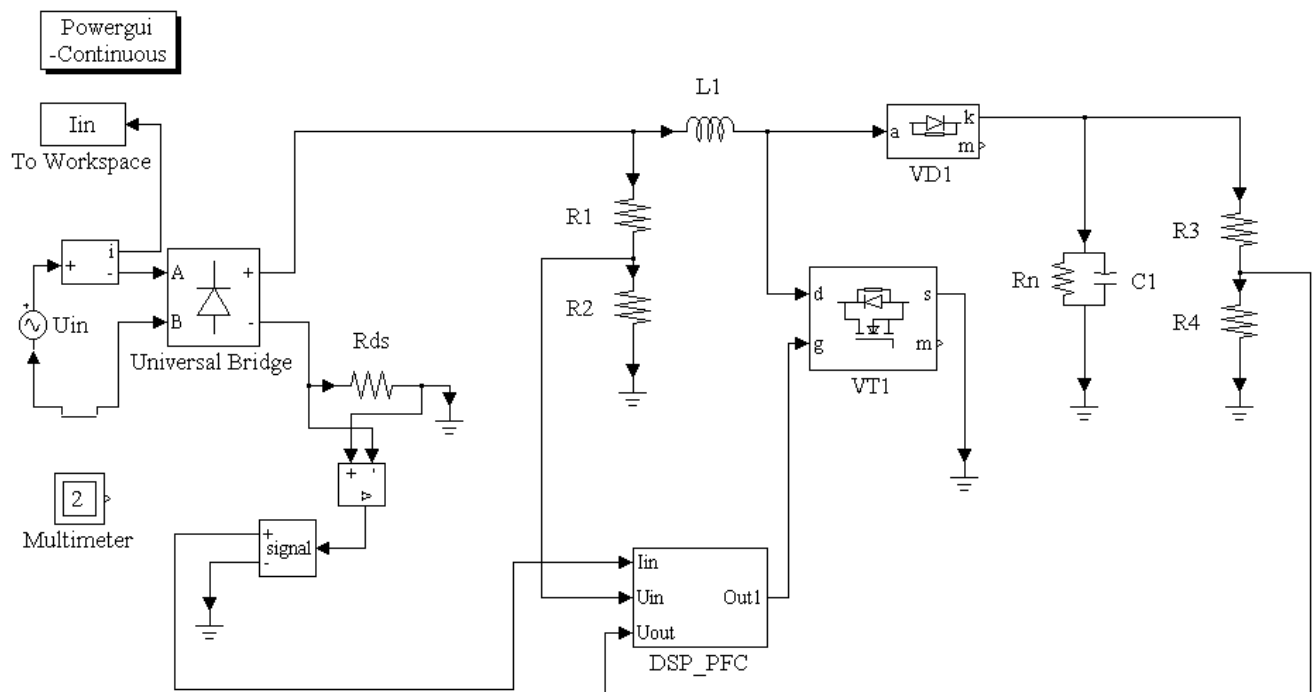 Powergui
-Continuous
Iin
To Workspace
L1
a
k
m
VD1
i
+
-
+
Uin
A
B
+
-
Universal Bridge
R1
R2
R3
R4
Rn
C1
d
g
s
m
VT1
Rds
+
-
v
2
Multimeter
+
-
signal
Iin
Uin
Uout
Out1
DSP_PFC